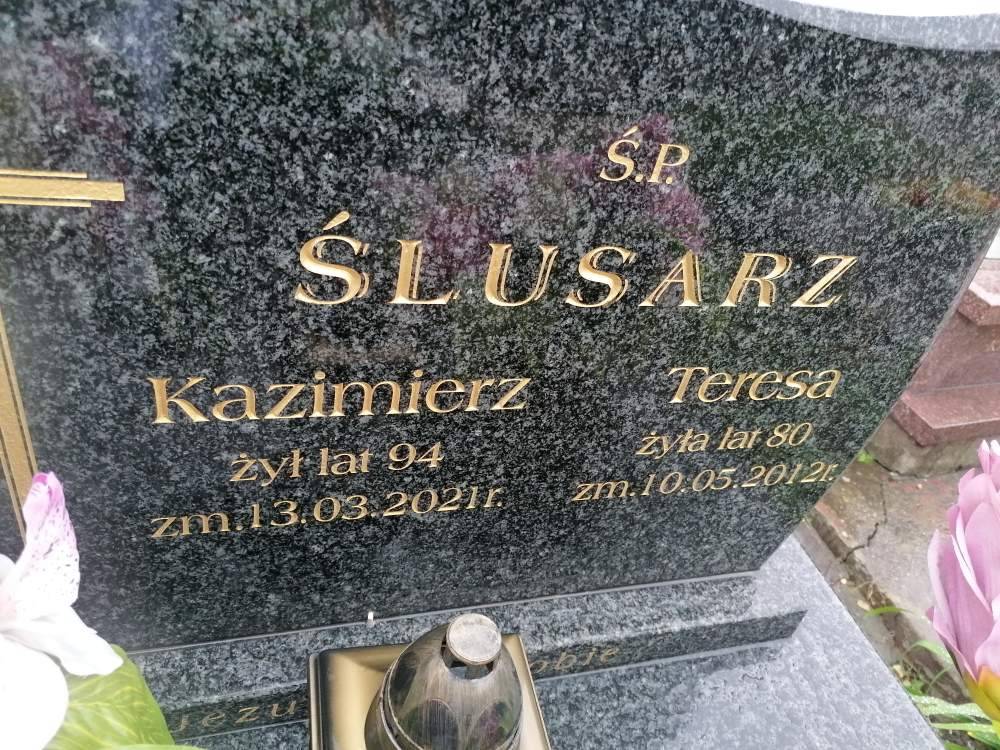 Ś.P.
ŚLUSARZ
Kazimierz
żył lat 94
zm.13.03.2021r.
Teresa
żyła lat 80
zm.10.05.2012r.